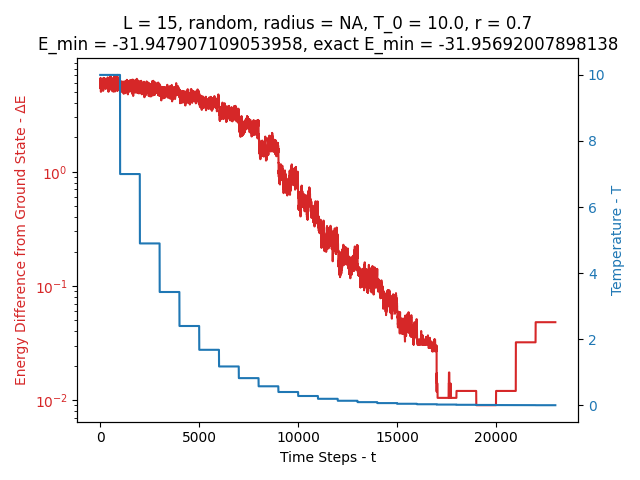 L = 15, random, radius = NA, T_0 = 10.0, r = 0.7
E_min = -31.947907109053958, exact E_min = -31.95692007898138
Energy Difference from Ground State - ΔE
10⁰
10⁻¹
10⁻²
10
8
6
4
2
0
Temperature - T
0 5000 10000 15000 20000
Time Steps - t